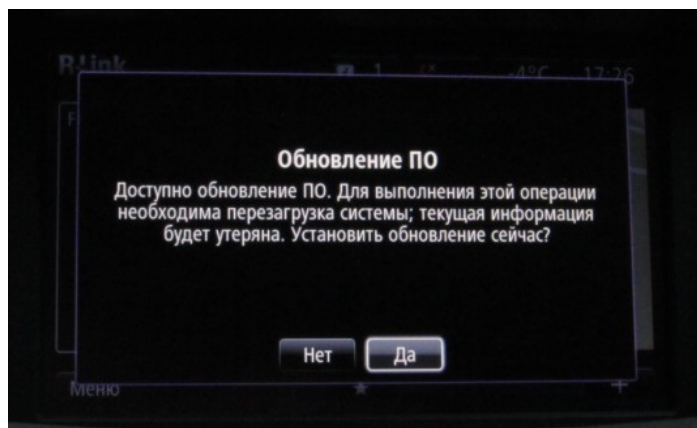 R-Link
1
-4°C
17:26
Обновление ПО
Доступно обновление ПО. Для выполнения этой операции
необходима перезагрузка системы; текущая информация
будет утеряна. Установить обновление сейчас?
Нет
Да
Меню